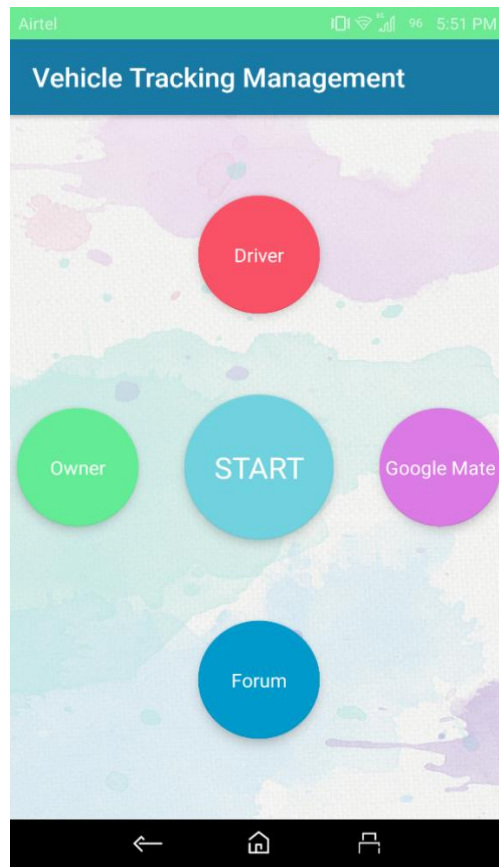 Airtel 96 5:51 PM
Vehicle Tracking Management
Driver
Owner START Google Mate
Forum